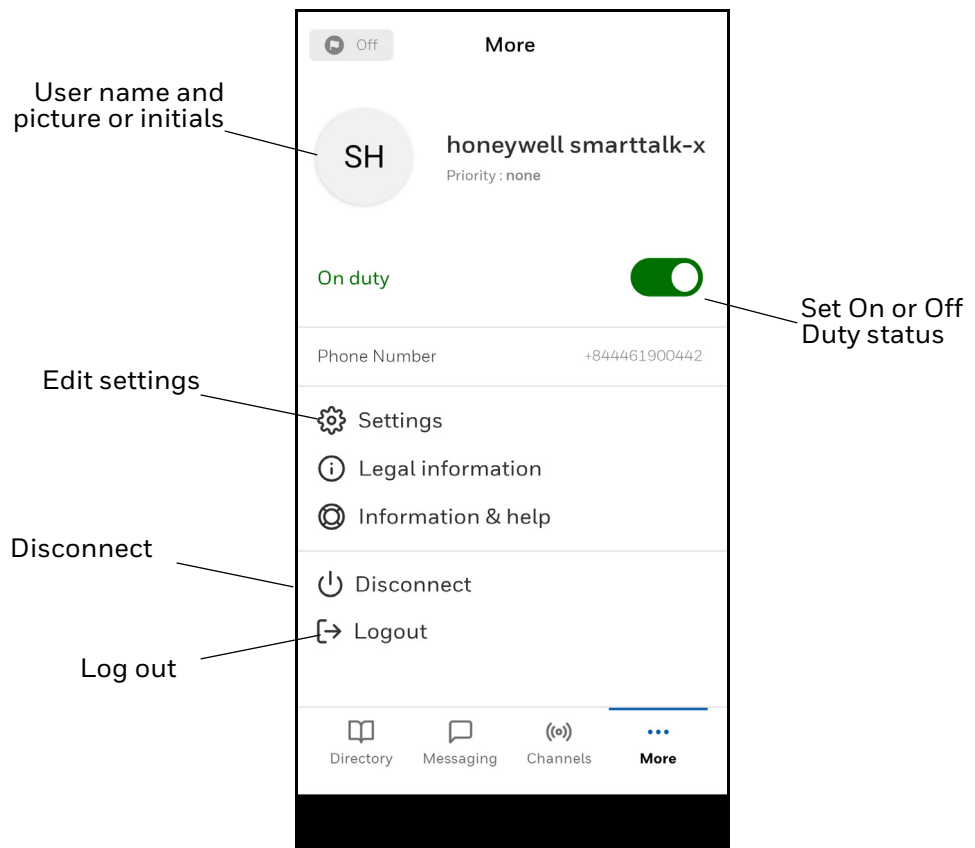 Off
More
User name and
picture or initials
SH
honeywell smarttalk-x
Priority : none
On duty
Set On or Off
Duty status
Phone Number +844461900442
Edit settings
Settings
Legal information
Information & help
Disconnect
Disconnect
Logout
Log out
Directory Messaging Channels More